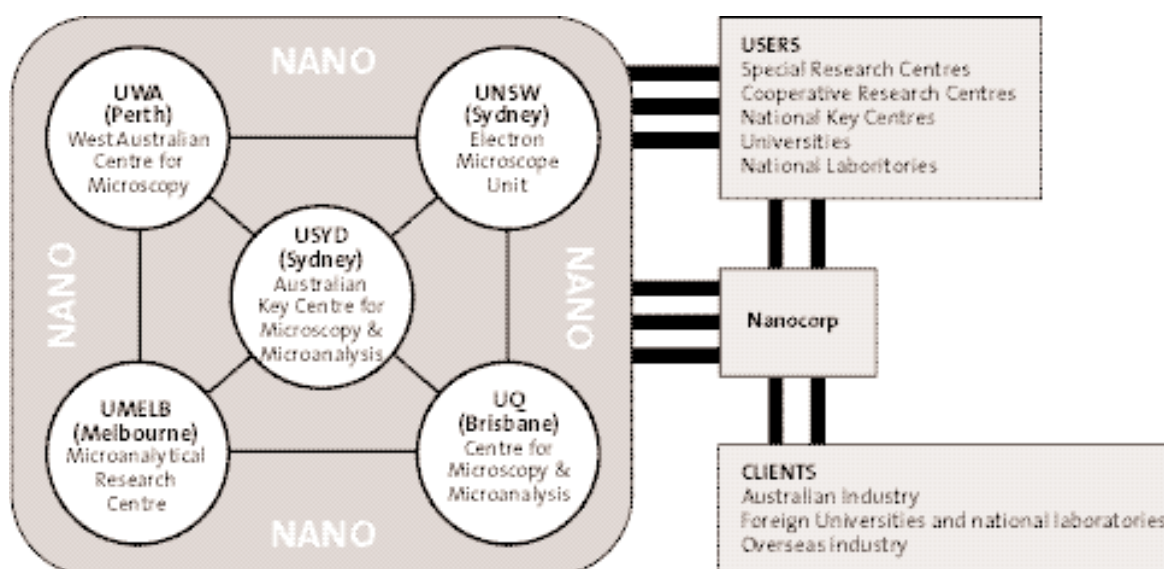 NANO
UWA
(Perth)
West Australian
Centre for
Microscopy
UNSW
(Sydney)
Electron
Microscope
Unit
NANO
USYD
(Sydney)
Australian
Key Centre for
Microscopy &
Microanalysis
NANO
UMELB
(Melbourne)
Microanalytical
Research
Centre
UQ
(Brisbane)
Centre for
Microscopy &
Microanalysis
NANO
USERS
Special Research Centres
Cooperative Research Centres
National Key Centres
Universities
National Laboritories
Nanocorp
CLIENTS
Australian Industry
Foreign Universities and national laboratories
Overseas Industry